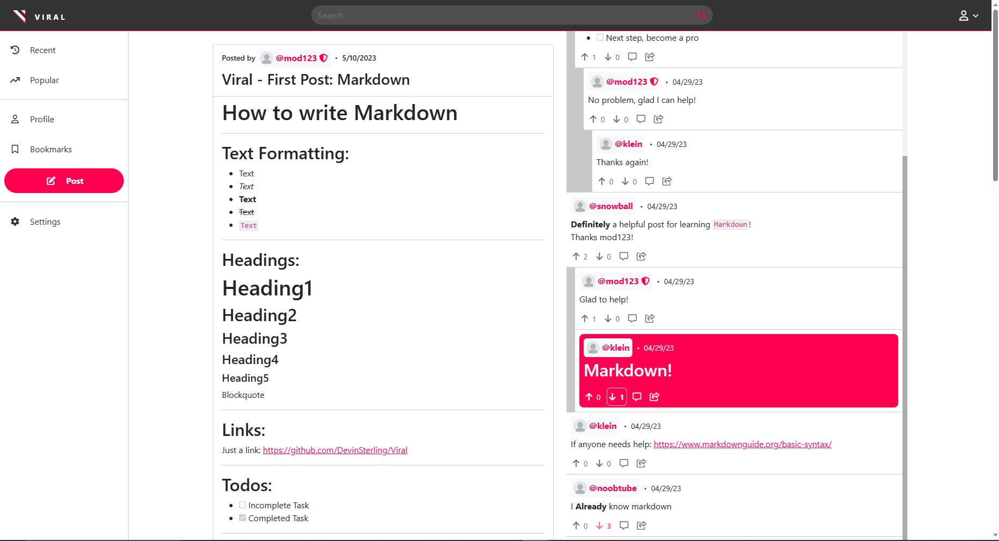 VIRAL
Search
Recent
Popular
Profile
Bookmarks
Post
Settings
Posted by @mod123 • 5/10/2023
Viral - First Post: Markdown
How to write Markdown
Text Formatting:
• Text
• Text
• Text
• Text
• Text
Headings:
Heading1
Heading2
Heading3
Heading4
Heading5
Blockquote
Links:
Just a link: https://github.com/DevinSterling/Viral
Todos:
• Incomplete Task
• Completed Task
• Next step, become a pro
1 0
@mod123 • 04/29/23
No problem, glad I can help!
0 0
@klein • 04/29/23
Thanks again!
0 0
@snowball • 04/29/23
Definitely a helpful post for learning Markdown!
Thanks mod123!
2 0
@mod123 • 04/29/23
Glad to help!
1 0
@klein • 04/29/23
Markdown!
0 1
@klein • 04/29/23
If anyone needs help: https://www.markdownguide.org/basic-syntax/
0 0
@noobtube • 04/29/23
I Already know markdown
0 3